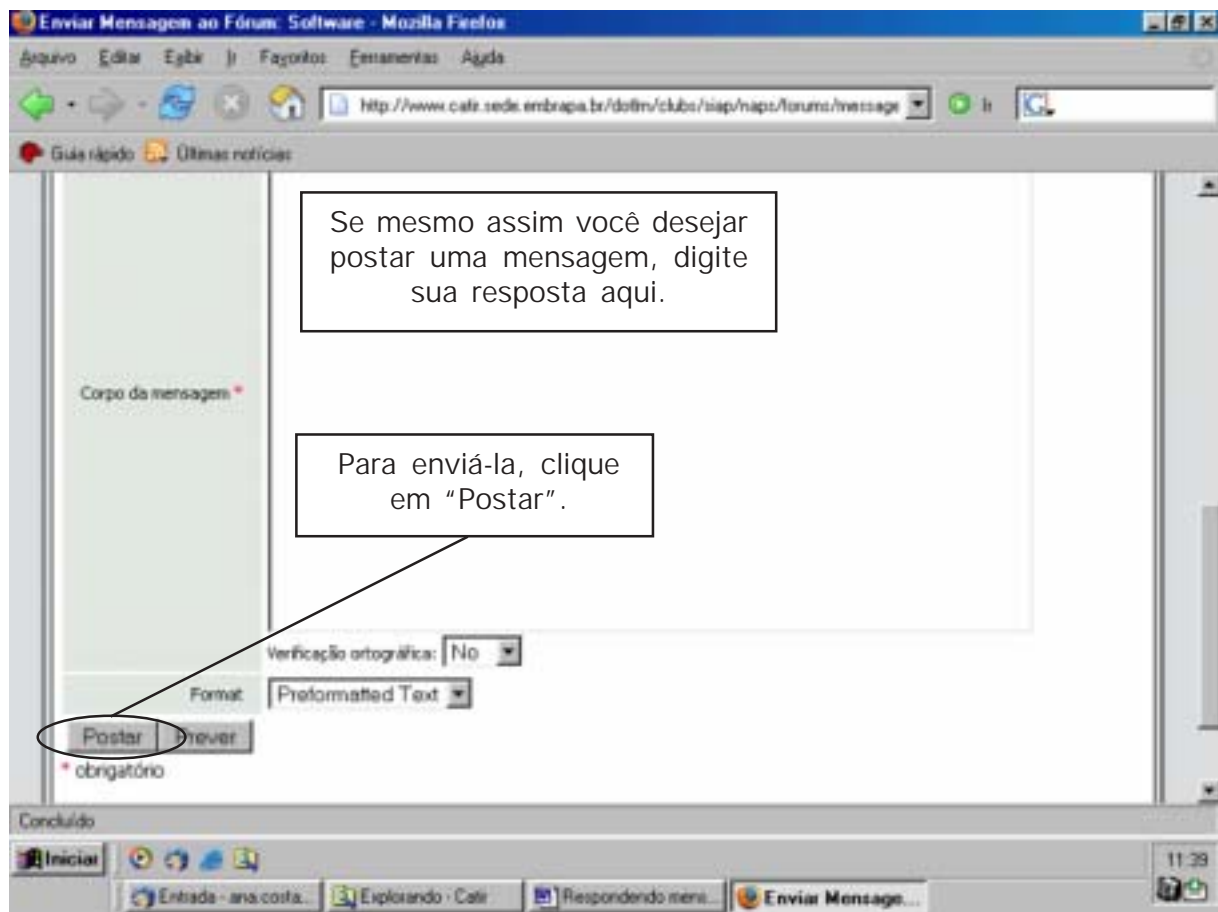 Enviar Mensagem ao Fórum: Software - Mozilla Firefox
Arquivo Editar Exibir Ir Favoritos Ferramentas Ajuda
http://www.catir.sede.embrapa.br/dotlrn/clubs/siap/naps/forums/message Ir
Guia rápido Últimas notícias
Se mesmo assim você desejar
postar uma mensagem, digite
sua resposta aqui.
Corpo da mensagem *
Para enviá-la, clique
em “Postar”.
Verificação ortográfica: No
Format Preformatted Text
Postar Prever
* obrigatório
Concluído
Iniciar 11:39
Entrada - ana.costa... Explorando - Catir Respondendo mens... Enviar Mensage...